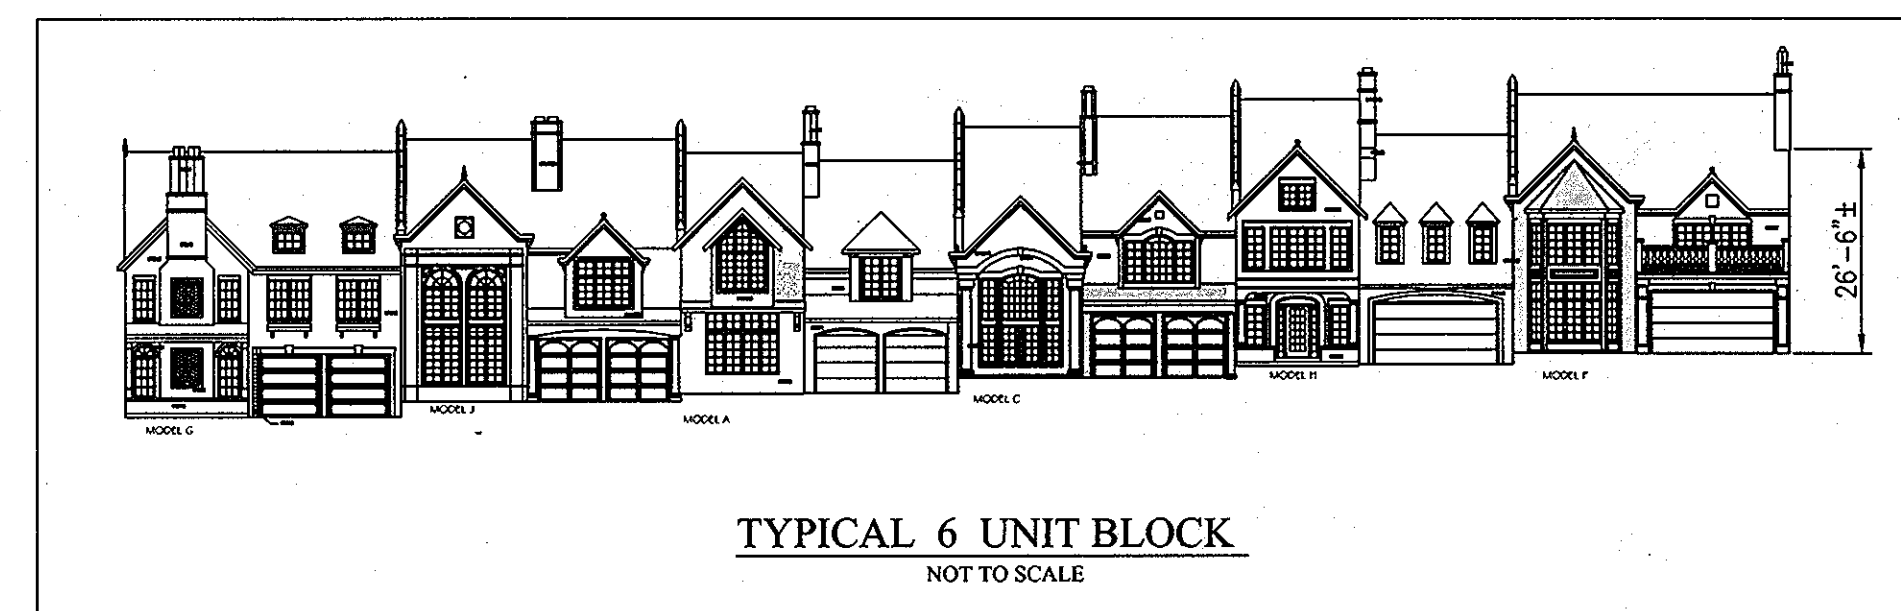 26'-6"±
MODEL G
MODEL J
MODEL A
MODEL C
MODEL H
MODEL F
TYPICAL 6 UNIT BLOCK
NOT TO SCALE